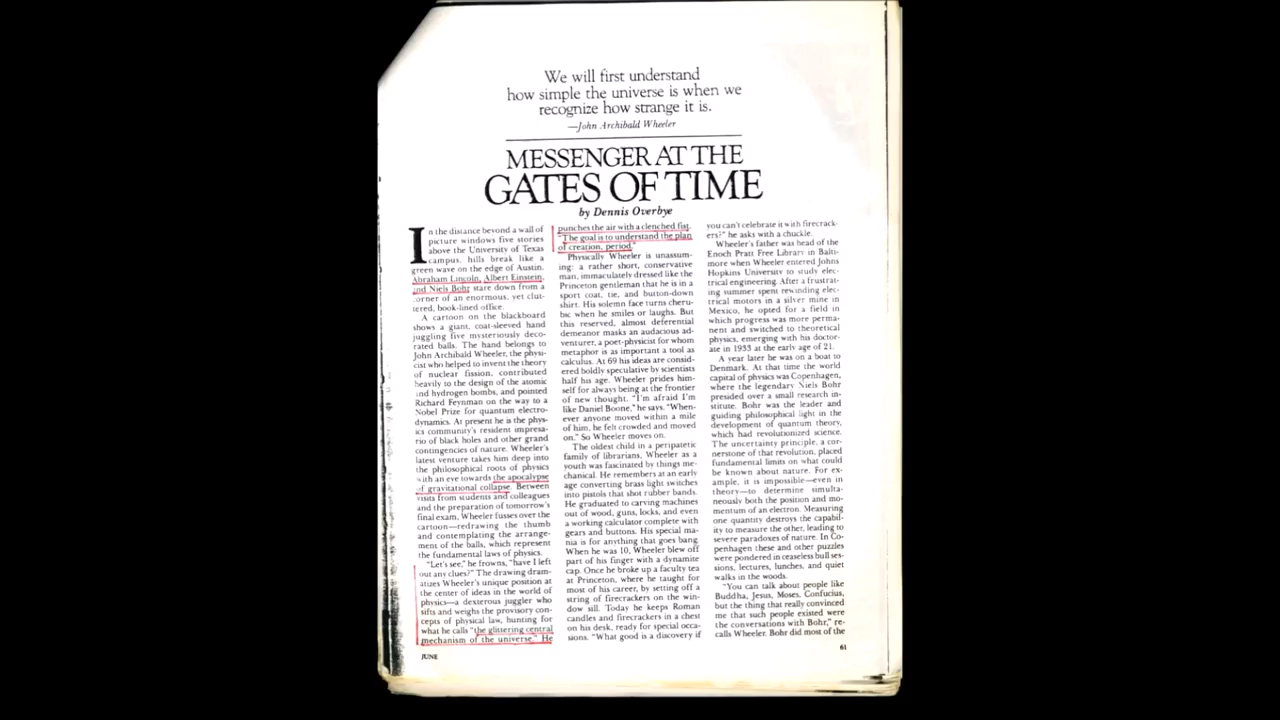 We will first understand
how simple the universe is when we
recognize how strange it is.
—John Archibald Wheeler
MESSENGER AT THE
GATES OF TIME
by Dennis Overbye
In the distance beyond a wall of
picture windows five stories
above the University of Texas
campus, hills break like a
green wave on the edge of Austin.
Abraham Lincoln, Albert Einstein,
and Niels Bohr stare down from a
corner of an enormous, yet clut-
tered, book-lined office.
A cartoon on the blackboard
shows a giant, coat-sleeved hand
juggling five mysteriously deco-
rated balls. The hand belongs to
John Archibald Wheeler, the physi-
cist who helped to invent the theory
of nuclear fission, contributed
heavily to the design of the atomic
and hydrogen bombs, and pointed
Richard Feynman on the way to a
Nobel Prize for quantum electro-
dynamics. At present he is the phys-
ics community's resident impresa-
rio of black holes and other grand
contingencies of nature. Wheeler's
latest venture takes him deep into
the philosophical roots of physics
with an eye towards the apocalypse
of gravitational collapse. Between
visits from students and colleagues
and the preparation of tomorrow's
final exam, Wheeler fusses over the
cartoon—redrawing the thumb
and contemplating the arrange-
ment of the balls, which represent
the fundamental laws of physics.
"Let's see," he frowns, "have I left
out any clues?" The drawing dram-
atizes Wheeler's unique position at
the center of ideas in the world of
physics—a dexterous juggler who
sifts and weighs the provisory con-
cepts of physical law, hunting for
what he calls "the glittering central
mechanism of the universe." He
punches the air with a clenched fist.
"The goal is to understand the plan
of creation, period."
Physically Wheeler is unassum-
ing: a rather short, conservative
man, immaculately dressed like the
Princeton gentleman that he is in a
sport coat, tie, and button-down
shirt. His solemn face turns cheru-
bic when he smiles or laughs. But
this reserved, almost deferential
demeanor masks an audacious ad-
venturer, a poet-physicist for whom
metaphor is as important a tool as
calculus. At 69 his ideas are consid-
ered boldly speculative by scientists
half his age. Wheeler prides him-
self for always being at the frontier
of new thought. "I'm afraid I'm
like Daniel Boone," he says. "When-
ever anyone moved within a mile
of him, he felt crowded and moved
on." So Wheeler moves on.
The oldest child in a peripatetic
family of librarians, Wheeler as a
youth was fascinated by things me-
chanical. He remembers at an early
age converting brass light switches
into pistols that shot rubber bands.
He graduated to carving machines
out of wood, guns, locks, and even
a working calculator complete with
gears and buttons. His special ma-
nia is for anything that goes bang.
When he was 10, Wheeler blew off
part of his finger with a dynamite
cap. Once he broke up a faculty tea
at Princeton, where he taught for
most of his career, by setting off a
string of firecrackers on the win-
dow sill. Today he keeps Roman
candles and firecrackers in a chest
on his desk, ready for special occa-
sions. "What good is a discovery if
you can't celebrate it with firecrack-
ers?" he asks with a chuckle.
Wheeler's father was head of the
Enoch Pratt Free Library in Balti-
more when Wheeler entered Johns
Hopkins University to study elec-
trical engineering. After a frustrat-
ing summer spent rewinding elec-
trical motors in a silver mine in
Mexico, he opted for a field in
which progress was more perma-
nent and switched to theoretical
physics, emerging with his doctor-
ate in 1933 at the early age of 21.
A year later he was on a boat to
Denmark. At that time the world
capital of physics was Copenhagen,
where the legendary Niels Bohr
presided over a small research in-
stitute. Bohr was the leader and
guiding philosophical light in the
development of quantum theory,
which had revolutionized science.
The uncertainty principle, a cor-
nerstone of that revolution, placed
fundamental limits on what could
be known about nature. For ex-
ample, it is impossible—even in
theory—to determine simulta-
neously both the position and mo-
mentum of an electron. Measuring
one quantity destroys the capabil-
ity to measure the other, leading to
severe paradoxes of nature. In Co-
penhagen these and other puzzles
were pondered in ceaseless bull ses-
sions, lectures, lunches, and quiet
walks in the woods.
"You can talk about people like
Buddha, Jesus, Moses, Confucius,
but the thing that really convinced
me that such people existed were
the conversations with Bohr," re-
calls Wheeler. Bohr did most of the
JUNE
61